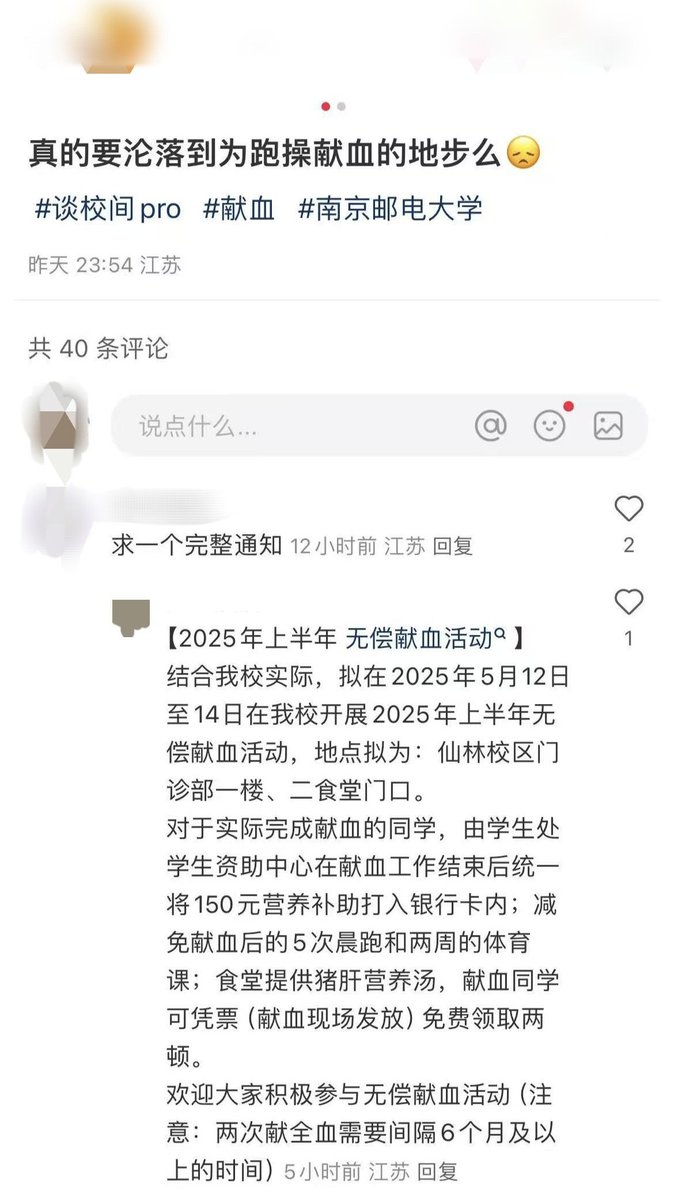 真的要沦落到为跑操献血的地步么😞
#谈校间pro #献血 #南京邮电大学
昨天 23:54 江苏
共 40 条评论
说点什么...
求一个完整通知 12小时前 江苏 回复
2
【2025年上半年 无偿献血活动】
1
结合我校实际，拟在2025年5月12日
至14日在我校开展2025年上半年无
偿献血活动，地点拟为：仙林校区门
诊部一楼、二食堂门口。
对于实际完成献血的同学，由学生处
学生资助中心在献血工作结束后统一
将150元营养补助打入银行卡内；减
免献血后的5次晨跑和两周的体育
课；食堂提供猪肝营养汤，献血同学
可凭票（献血现场发放）免费领取两
顿。
欢迎大家积极参与无偿献血活动（注
意：两次献全血需要间隔6个月及以
上的时间）5小时前 江苏 回复